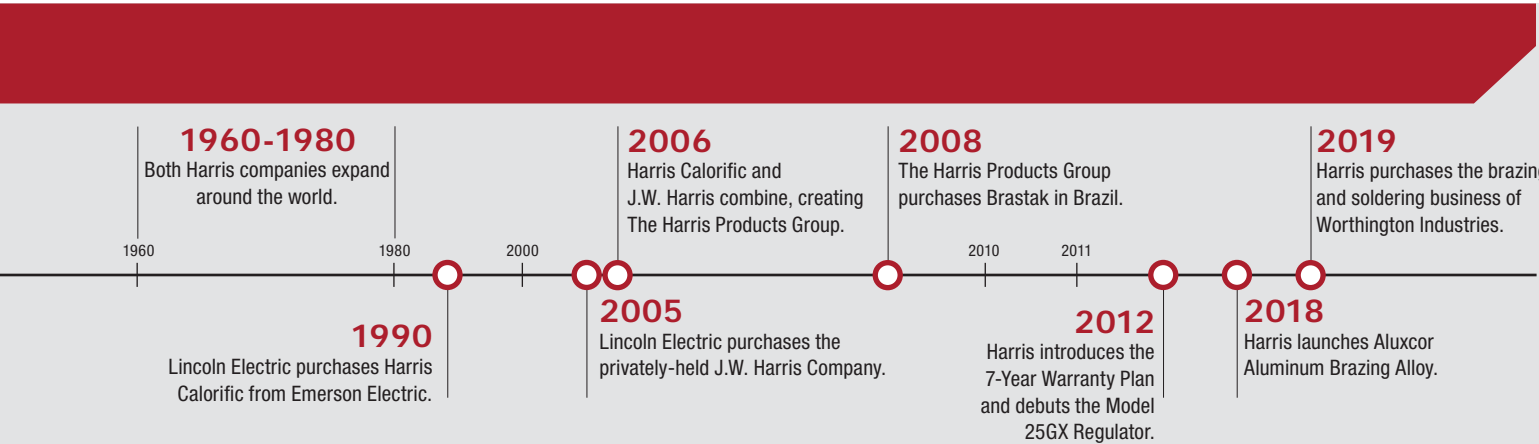 1960-1980
Both Harris companies expand
around the world.
2006
Harris Calorific and
J.W. Harris combine, creating
The Harris Products Group.
2008
The Harris Products Group
purchases Brastak in Brazil.
2019
Harris purchases the brazing
and soldering business of
Worthington Industries.
1960
1980
2000
2010
2011
1990
Lincoln Electric purchases Harris
Calorific from Emerson Electric.
2005
Lincoln Electric purchases the
privately-held J.W. Harris Company.
2012
Harris introduces the
7-Year Warranty Plan
and debuts the Model
25GX Regulator.
2018
Harris launches Aluxcor
Aluminum Brazing Alloy.